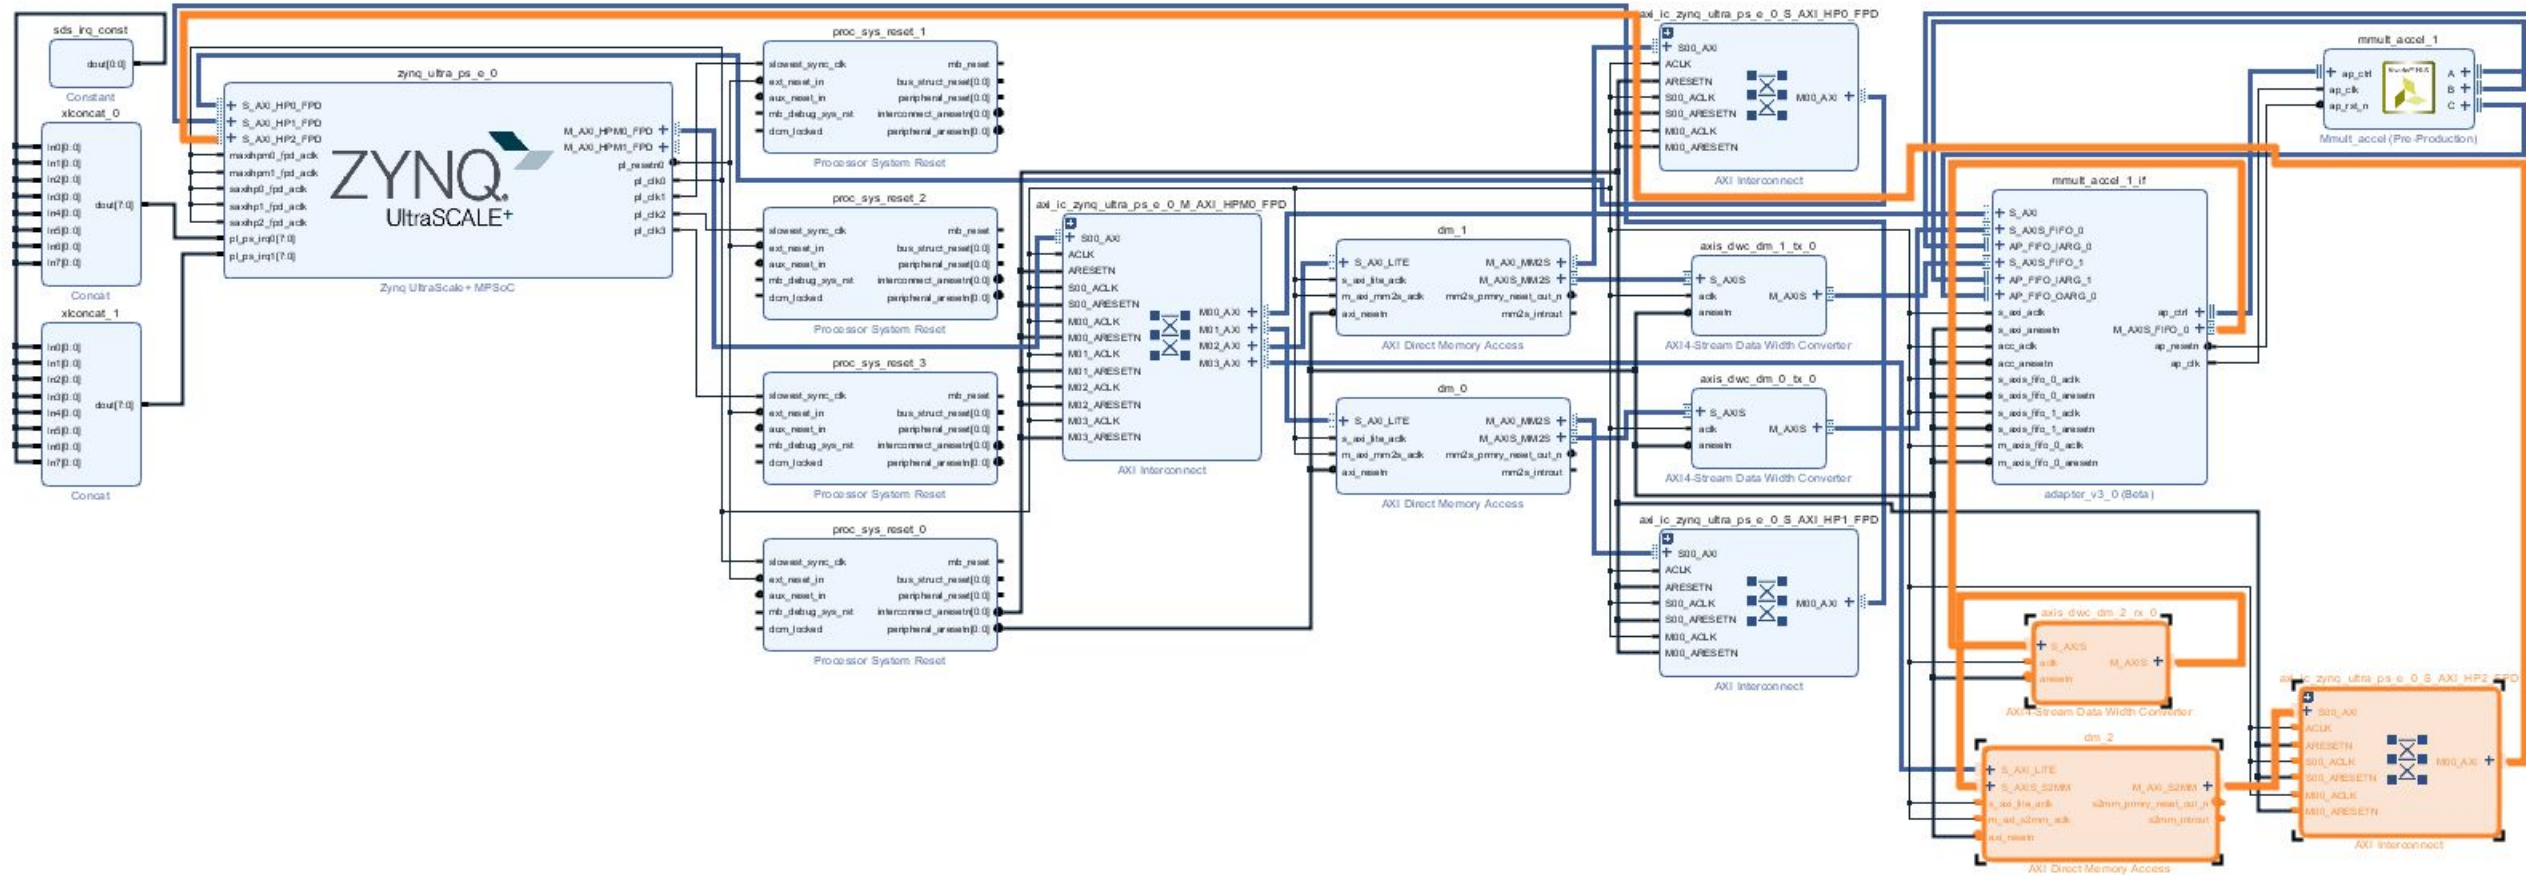 sds_irq_const
dout[0:0]
Constant
xlconcat_0
In0[0:0]
In1[0:0]
In2[0:0]
In3[0:0]
In4[0:0]
In5[0:0]
In6[0:0]
In7[0:0]
dout[7:0]
Concat
xlconcat_1
In0[0:0]
In1[0:0]
In2[0:0]
In3[0:0]
In4[0:0]
In5[0:0]
In6[0:0]
In7[0:0]
dout[7:0]
Concat
zynq_ultra_ps_e_0
S_AXI_HP0_FPD
S_AXI_HP1_FPD
S_AXI_HP2_FPD
maxihpm0_fpd_aclk
maxihpm1_fpd_aclk
saxihp0_fpd_aclk
saxihp1_fpd_aclk
saxihp2_fpd_aclk
pl_ps_irq0[7:0]
pl_ps_irq1[7:0]
ZYNQ
UltraSCALE+
M_AXI_HPM0_FPD
M_AXI_HPM1_FPD
pl_resetn0
pl_clk0
pl_clk1
pl_clk2
pl_clk3
Zynq UltraScale+ MPSoC
proc_sys_reset_1
slowest_sync_clk
ext_reset_in
aux_reset_in
mb_debug_sys_rst
dcm_locked
mb_reset
bus_struct_reset[0:0]
peripheral_reset[0:0]
interconnect_aresetn[0:0]
peripheral_aresetn[0:0]
Processor System Reset
proc_sys_reset_2
slowest_sync_clk
ext_reset_in
aux_reset_in
mb_debug_sys_rst
dcm_locked
mb_reset
bus_struct_reset[0:0]
peripheral_reset[0:0]
interconnect_aresetn[0:0]
peripheral_aresetn[0:0]
Processor System Reset
proc_sys_reset_3
slowest_sync_clk
ext_reset_in
aux_reset_in
mb_debug_sys_rst
dcm_locked
mb_reset
bus_struct_reset[0:0]
peripheral_reset[0:0]
interconnect_aresetn[0:0]
peripheral_aresetn[0:0]
Processor System Reset
proc_sys_reset_0
slowest_sync_clk
ext_reset_in
aux_reset_in
mb_debug_sys_rst
dcm_locked
mb_reset
bus_struct_reset[0:0]
peripheral_reset[0:0]
interconnect_aresetn[0:0]
peripheral_aresetn[0:0]
Processor System Reset
axi_ic_zynq_ultra_ps_e_0_M_AXI_HPM0_FPD
S00_AXI
ACLK
ARESETN
S00_ACLK
S00_ARESETN
M00_ACLK
M00_ARESETN
M01_ACLK
M01_ARESETN
M02_ACLK
M02_ARESETN
M03_ACLK
M03_ARESETN
M00_AXI
M01_AXI
M02_AXI
M03_AXI
AXI Interconnect
dm_1
S_AXI_LITE
s_axi_lite_aclk
m_axi_mm2s_aclk
axi_resetn
M_AXI_MM2S
M_AXIS_MM2S
mm2s_prmry_reset_out_n
mm2s_introut
AXI Direct Memory Access
dm_0
S_AXI_LITE
s_axi_lite_aclk
m_axi_mm2s_aclk
axi_resetn
M_AXI_MM2S
M_AXIS_MM2S
mm2s_prmry_reset_out_n
mm2s_introut
AXI Direct Memory Access
axi_ic_zynq_ultra_ps_e_0_S_AXI_HP0_FPD
S00_AXI
ACLK
ARESETN
S00_ACLK
S00_ARESETN
M00_ACLK
M00_ARESETN
M00_AXI
AXI Interconnect
axis_dwc_dm_1_tx_0
S_AXIS
aclk
aresetn
M_AXIS
AXI4-Stream Data Width Converter
axis_dwc_dm_0_tx_0
S_AXIS
aclk
aresetn
M_AXIS
AXI4-Stream Data Width Converter
axi_ic_zynq_ultra_ps_e_0_S_AXI_HP1_FPD
S00_AXI
ACLK
ARESETN
S00_ACLK
S00_ARESETN
M00_ACLK
M00_ARESETN
M00_AXI
AXI Interconnect
mmult_accel_1
ap_ctrl
ap_clk
ap_rst_n
A
B
C
Mmult_accel (Pre-Production)
mmult_accel_1_if
S_AXI
S_AXIS_FIFO_0
AP_FIFO_IARG_0
S_AXIS_FIFO_1
AP_FIFO_IARG_1
AP_FIFO_OARG_0
s_axi_aclk
s_axi_aresetn
acc_aclk
acc_aresetn
s_axis_fifo_0_aclk
s_axis_fifo_0_aresetn
s_axis_fifo_1_aclk
s_axis_fifo_1_aresetn
m_axis_fifo_0_aclk
m_axis_fifo_0_aresetn
ap_ctrl
M_AXIS_FIFO_0
ap_resetn
ap_clk
adapter_v3_0 (Beta)
axis_dwc_dm_2_rx_0
S_AXIS
aclk
aresetn
M_AXIS
AXI4-Stream Data Width Converter
dm_2
S_AXI_LITE
S_AXIS_S2MM
s_axi_lite_aclk
m_axi_s2mm_aclk
axi_resetn
M_AXI_S2MM
s2mm_prmry_reset_out_n
s2mm_introut
AXI Direct Memory Access
axi_ic_zynq_ultra_ps_e_0_S_AXI_HP2_FPD
S00_AXI
ACLK
ARESETN
S00_ACLK
S00_ARESETN
M00_ACLK
M00_ARESETN
M00_AXI
AXI Interconnect